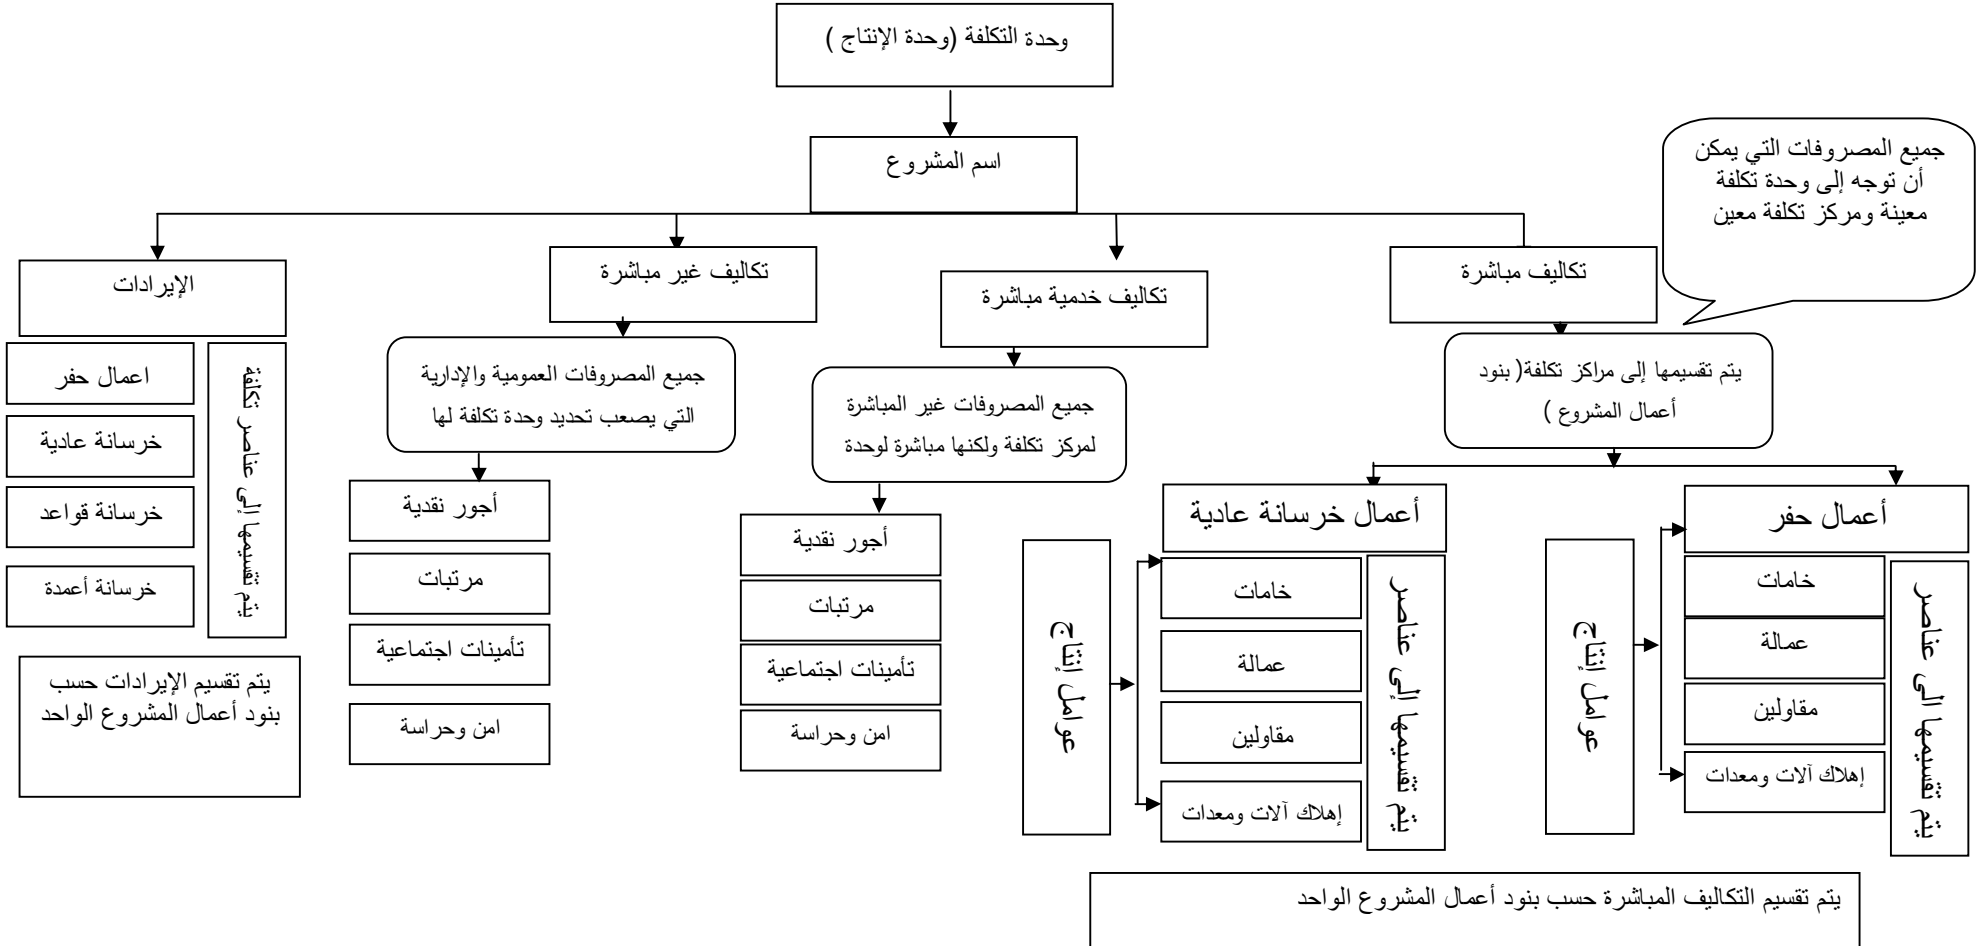 وحدة التكلفة (وحدة الإنتاج )
اسم المشروع
جميع المصروفات التي يمكن
أن توجه إلى وحدة تكلفة
معينة ومركز تكلفة معين
تكاليف مباشرة
تكاليف خدمية مباشرة
تكاليف غير مباشرة
الإيرادات
يتم تقسيمها إلى مراكز تكلفة( بنود
أعمال المشروع )
أعمال حفر
خامات
عمالة
مقاولين
إهلاك آلات ومعدات
يتم تقسيمها الى عناصر
عوامل إنتاج
أعمال خرسانة عادية
خامات
عمالة
مقاولين
إهلاك آلات ومعدات
يتم تقسيمها إلى عناصر
عوامل إنتاج
يتم تقسيم التكاليف المباشرة حسب بنود أعمال المشروع الواحد
جميع المصروفات غير المباشرة
لمركز تكلفة ولكنها مباشرة لوحدة
أجور نقدية
مرتبات
تأمينات اجتماعية
امن وحراسة
جميع المصروفات العمومية والإدارية
التي يصعب تحديد وحدة تكلفة لها
أجور نقدية
مرتبات
تأمينات اجتماعية
امن وحراسة
يتم تقسيمها إلى عناصر تكلفة
اعمال حفر
خرسانة عادية
خرسانة قواعد
خرسانة أعمدة
يتم تقسيم الإيرادات حسب
بنود أعمال المشروع الواحد